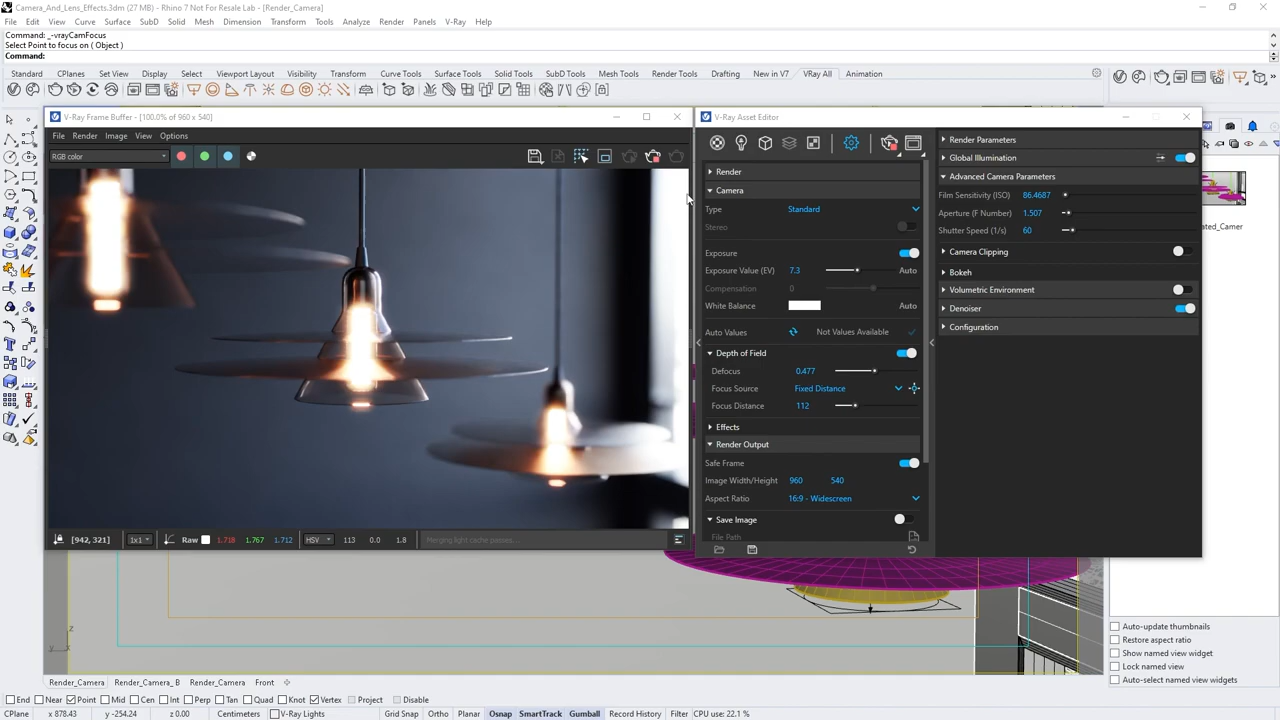 Camera_And_Lens_Effects.3dm (27 MB) - Rhino 7 Not For Resale Lab - [Render_Camera]
File Edit View Curve Surface SubD Solid Mesh Dimension Transform Tools Analyze Render Panels V-Ray Help
Command: _-vrayCamFocus
Select Point to focus on ( Object )
Command:
Standard CPlanes Set View Display Select Viewport Layout Visibility Transform Curve Tools Surface Tools Solid Tools SubD Tools Mesh Tools Render Tools Drafting New in V7 VRay All Animation
V-Ray Frame Buffer - [100.0% of 960 x 540]
File Render Image View Options
RGB color
[942, 321] 1x1 Raw 1.718 1.767 1.712 HSV 113 0.0 1.8 Merging light cache passes...
V-Ray Asset Editor
Render
Camera
Type Standard
Stereo
Exposure
Exposure Value (EV) 7.3 Auto
Compensation 0
White Balance Auto
Auto Values Not Values Available
Depth of Field
Defocus 0.477
Focus Source Fixed Distance
Focus Distance 112
Effects
Render Output
Safe Frame
Image Width/Height 960 540
Aspect Ratio 16:9 - Widescreen
Save Image
File Path
Render Parameters
Global Illumination
Advanced Camera Parameters
Film Sensitivity (ISO) 86.4687
Aperture (F Number) 1.507
Shutter Speed (1/s) 60
Camera Clipping
Bokeh
Volumetric Environment
Denoiser
Configuration
ated_Camer
Auto-update thumbnails
Restore aspect ratio
Show named view widget
Lock named view
Auto-select named view widgets
z
y x
Render_Camera Render_Camera_ B Render_Camera Front
End Near Point Mid Cen Int Perp Tan Quad Knot Vertex Project Disable
CPlane x 878.43 y -254.24 z 0.00 Centimeters V-Ray Lights Grid Snap Ortho Planar Osnap SmartTrack Gumball Record History Filter CPU use: 22.1 %